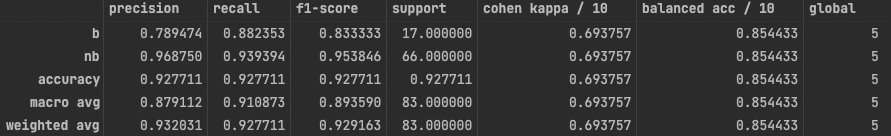 precision recall f1-score support cohen kappa / 10 balanced acc / 10 global
b 0.789474 0.882353 0.833333 17.000000 0.693757 0.854433 5
nb 0.968750 0.939394 0.953846 66.000000 0.693757 0.854433 5
accuracy 0.927711 0.927711 0.927711 0.927711 0.693757 0.854433 5
macro avg 0.879112 0.910873 0.893590 83.000000 0.693757 0.854433 5
weighted avg 0.932031 0.927711 0.929163 83.000000 0.693757 0.854433 5